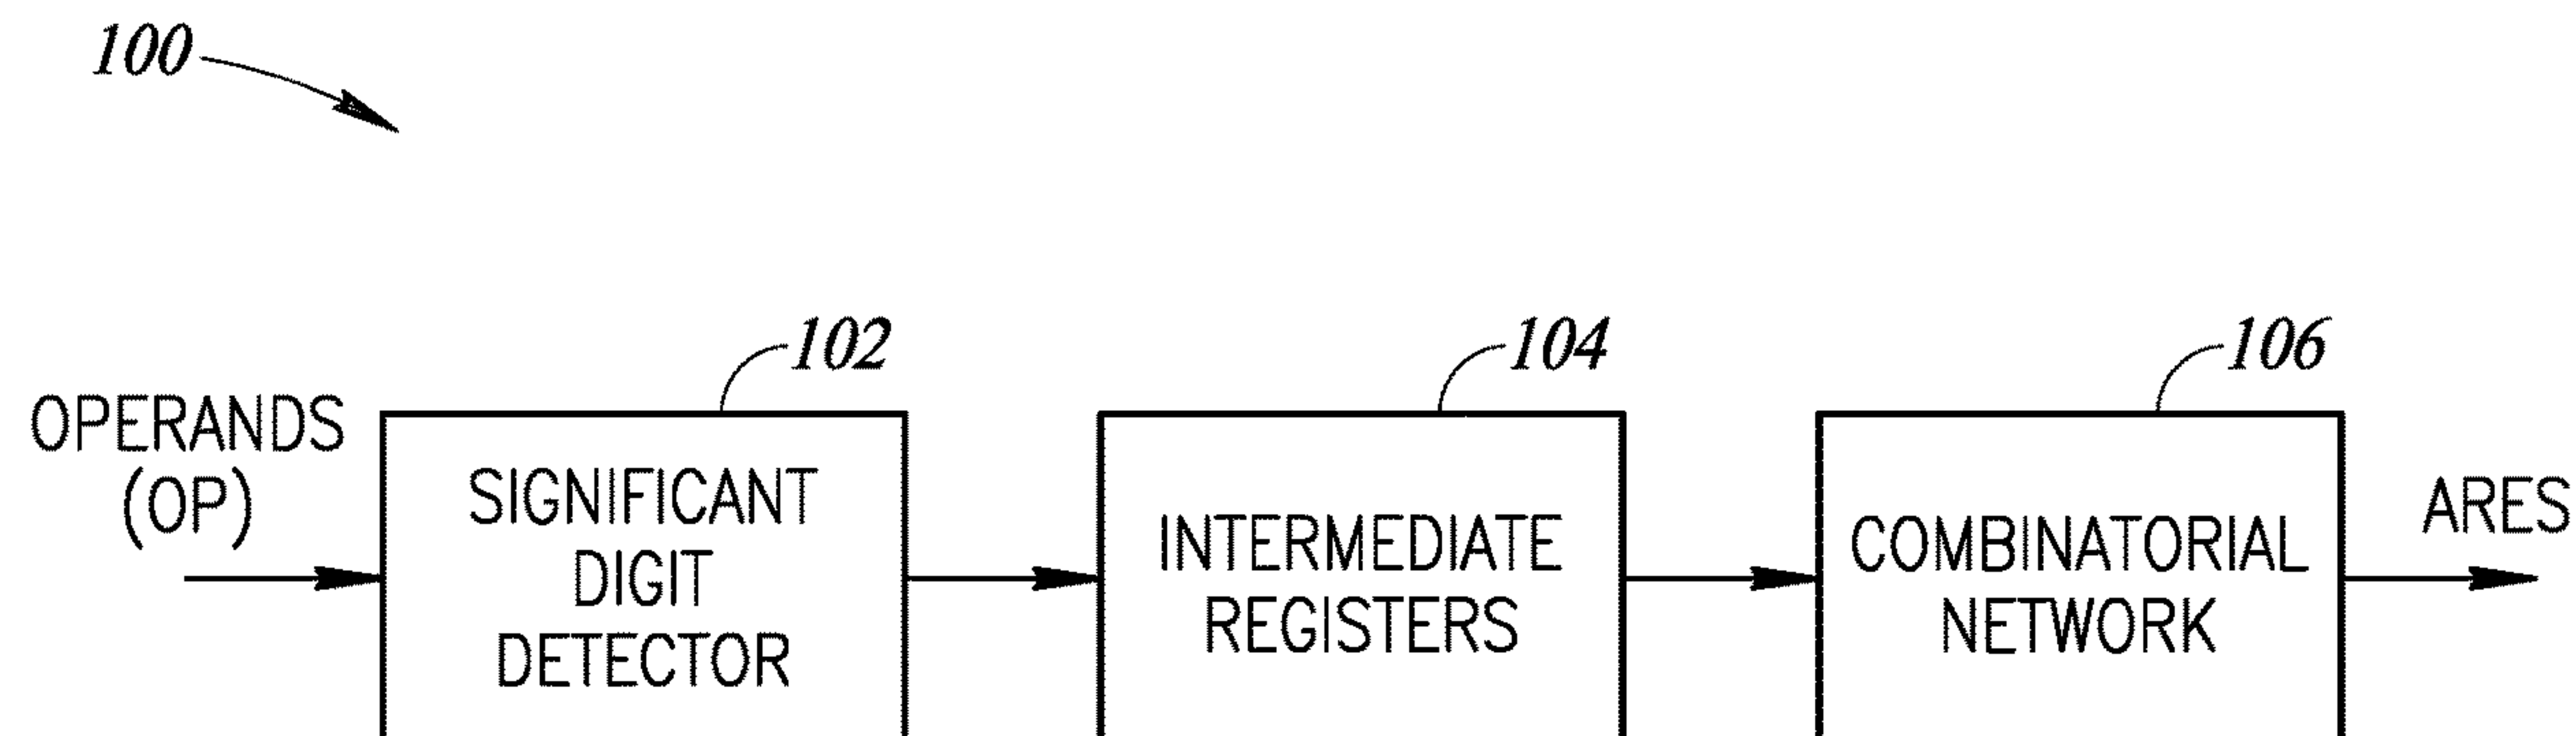 100
102
104
106
OPERANDS
(OP)
SIGNIFICANT
DIGIT
DETECTOR
INTERMEDIATE
REGISTERS
COMBINATORIAL
NETWORK
ARES